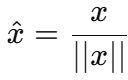 x̂ = x / ||x||